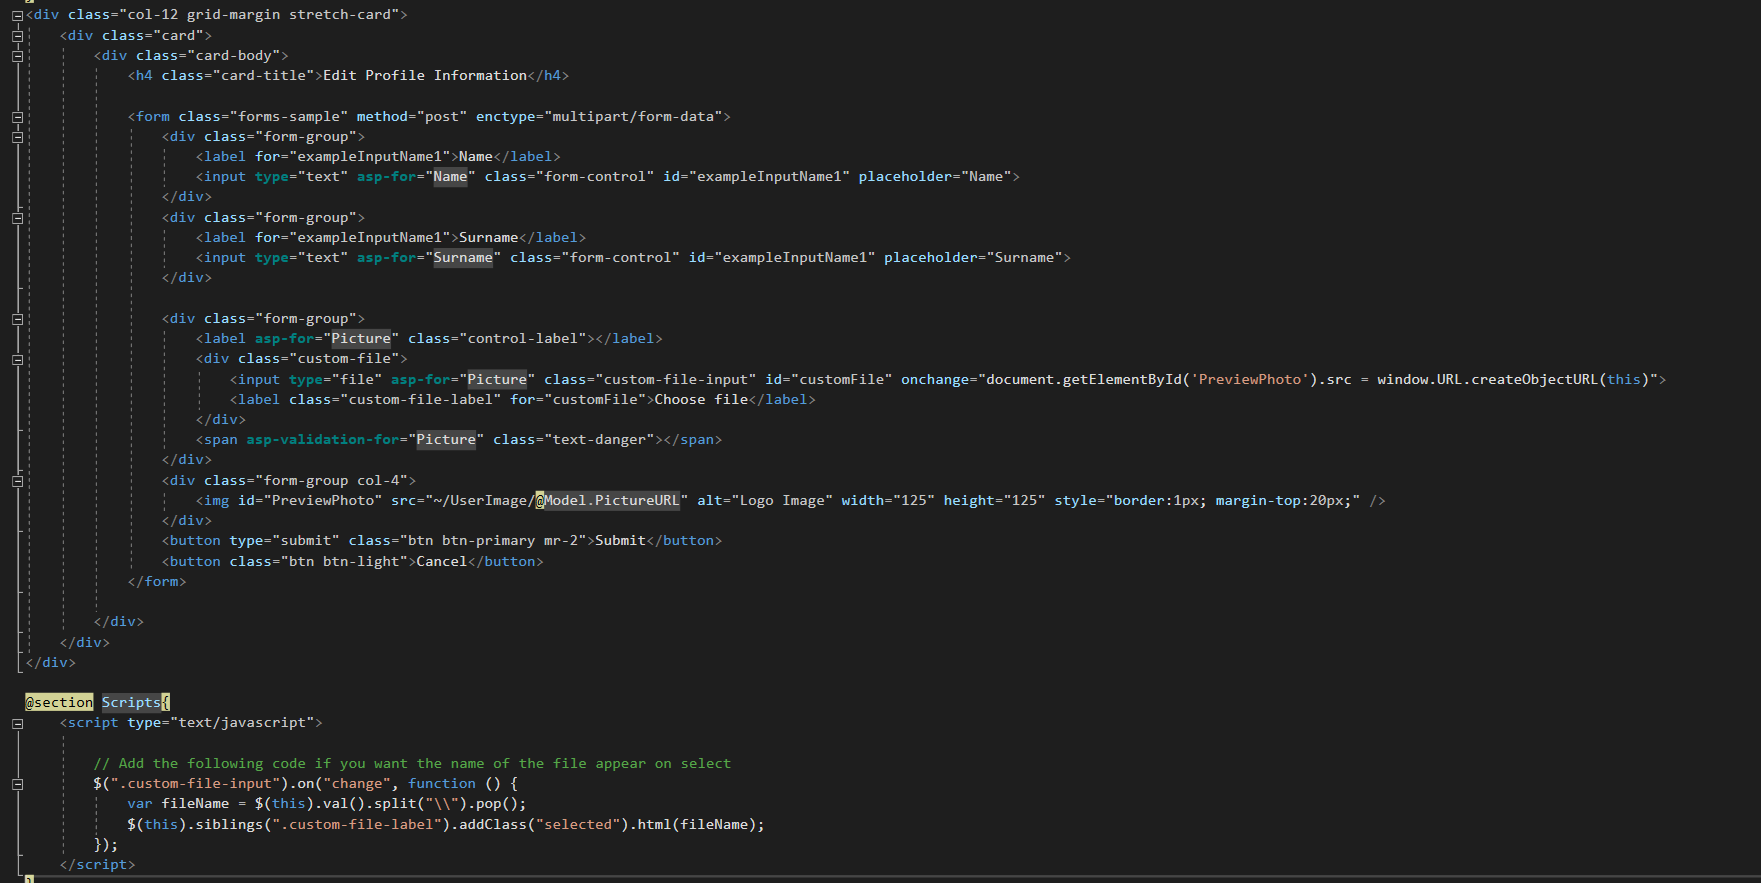 <div class="col-12 grid-margin stretch-card">
<div class="card">
<div class="card-body">
<h4 class="card-title">Edit Profile Information</h4>
<form class="forms-sample" method="post" enctype="multipart/form-data">
<div class="form-group">
<label for="exampleInputName1">Name</label>
<input type="text" asp-for="Name" class="form-control" id="exampleInputName1" placeholder="Name">
</div>
<div class="form-group">
<label for="exampleInputName1">Surname</label>
<input type="text" asp-for="Surname" class="form-control" id="exampleInputName1" placeholder="Surname">
</div>
<div class="form-group">
<label asp-for="Picture" class="control-label"></label>
<div class="custom-file">
<input type="file" asp-for="Picture" class="custom-file-input" id="customFile" onchange="document.getElementById('PreviewPhoto').src = window.URL.createObjectURL(this)">
<label class="custom-file-label" for="customFile">Choose file</label>
</div>
<span asp-validation-for="Picture" class="text-danger"></span>
</div>
<div class="form-group col-4">
<img id="PreviewPhoto" src="~/UserImage/@Model.PictureURL" alt="Logo Image" width="125" height="125" style="border:1px; margin-top:20px;" />
</div>
<button type="submit" class="btn btn-primary mr-2">Submit</button>
<button class="btn btn-light">Cancel</button>
</form>
</div>
</div>
</div>
@section Scripts{
<script type="text/javascript">
// Add the following code if you want the name of the file appear on select
$(".custom-file-input").on("change", function () {
var fileName = $(this).val().split("\\").pop();
$(this).siblings(".custom-file-label").addClass("selected").html(fileName);
});
</script>
}